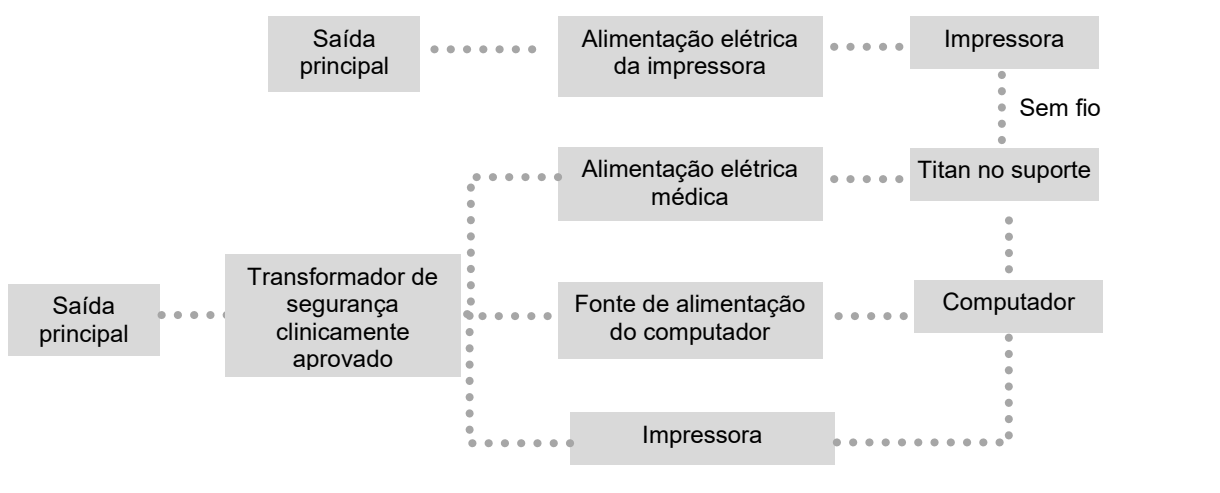 Saída
principal
Alimentação elétrica
da impressora
Impressora
Sem fio
Alimentação elétrica
médica
Titan no suporte
Saída
principal
Transformador de
segurança
clinicamente
aprovado
Fonte de alimentação
do computador
Computador
Impressora